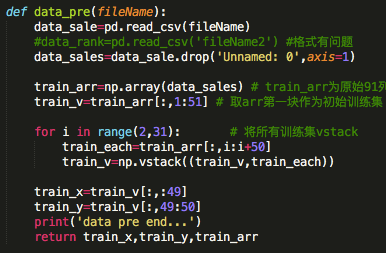 def data_pre(fileName):
    data_sale=pd.read_csv(fileName)
    #data_rank=pd.read_csv('fileName2') #格式有问题
    data_sales=data_sale.drop('Unnamed: 0',axis=1)
    train_arr=np.array(data_sales) # train_arr为原始91列
    train_v=train_arr[:,1:51] # 取arr第一块作为初始训练集
    for i in range(2,31):       # 将所有训练集vstack
        train_each=train_arr[:,i:i+50]
        train_v=np.vstack((train_v,train_each))
    train_x=train_v[:,:49]
    train_y=train_v[:,49:50]
    print('data pre end...')
    return train_x,train_y,train_arr